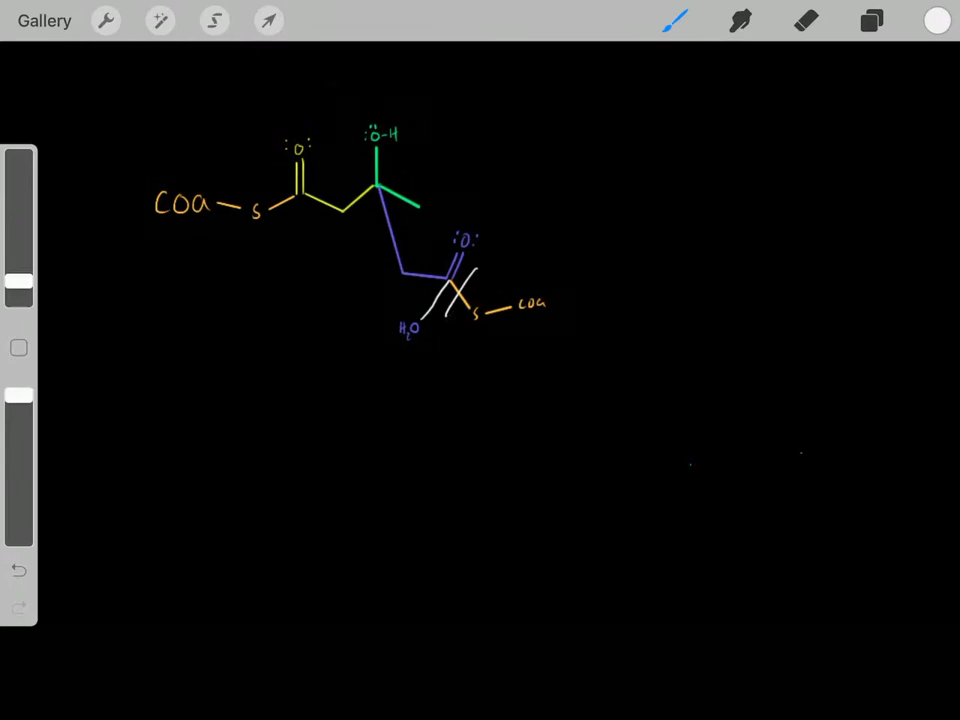 Gallery
:Ö-H
:O:
COA - S
:O:
S - COA
H2O